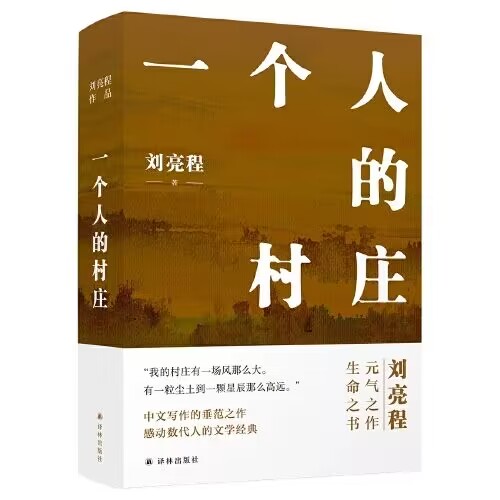 刘亮程
作品
一个人的村庄
一个人
的
村庄
刘亮程
著
“我的村庄有一场风那么大。
有一粒尘土到一颗星辰那么高远。”
中文写作的垂范之作
感动数代人的文学经典
刘亮程
元气之作
生命之书
译林出版社
译林出版社